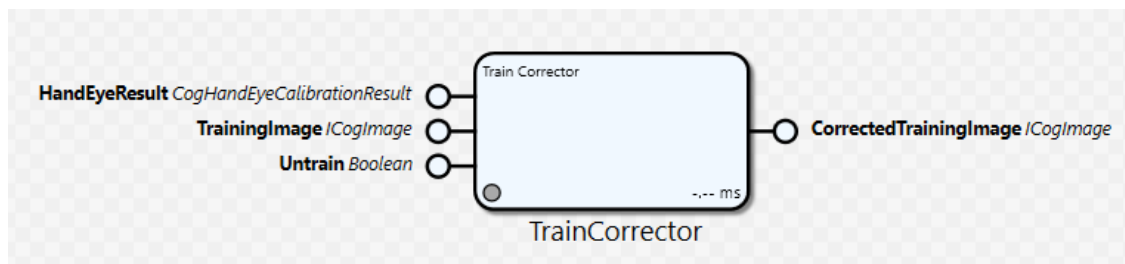 Train Corrector
HandEyeResult CogHandEyeCalibrationResult
TrainingImage ICogImage
CorrectedTrainingImage ICogImage
Untrain Boolean
-.-- ms
TrainCorrector